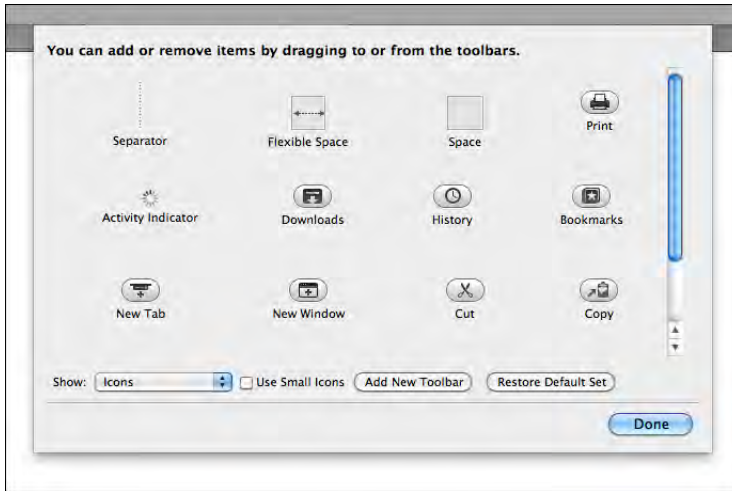 You can add or remove items by dragging to or from the toolbars.
Separator
Flexible Space
Space
Print
Activity Indicator
Downloads
History
Bookmarks
New Tab
New Window
Cut
Copy
Show: Icons Use Small Icons Add New Toolbar Restore Default Set
Done